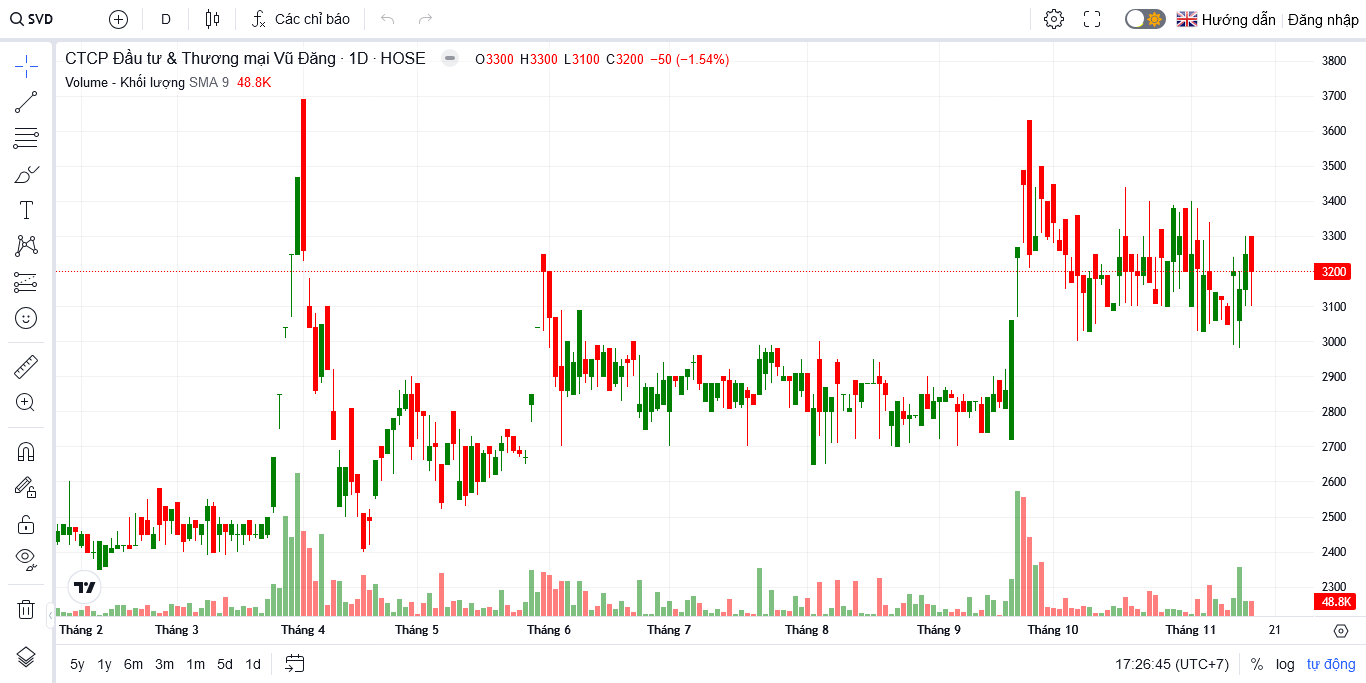 SVD D Các chỉ báo Hướng dẫn Đăng nhập
CTCP Đầu tư & Thương mại Vũ Đăng · 1D · HOSE O3300 H3300 L3100 C3200 −50 (−1.54%)
Volume - Khối lượng SMA 9 48.8K
3800
3700
3600
3500
3400
3300
3200
3100
3000
2900
2800
2700
2600
2500
2400
2300
48.8K
Tháng 2 Tháng 3 Tháng 4 Tháng 5 Tháng 6 Tháng 7 Tháng 8 Tháng 9 Tháng 10 Tháng 11 21
5y 1y 6m 3m 1m 5d 1d 17:26:45 (UTC+7) % log tự động